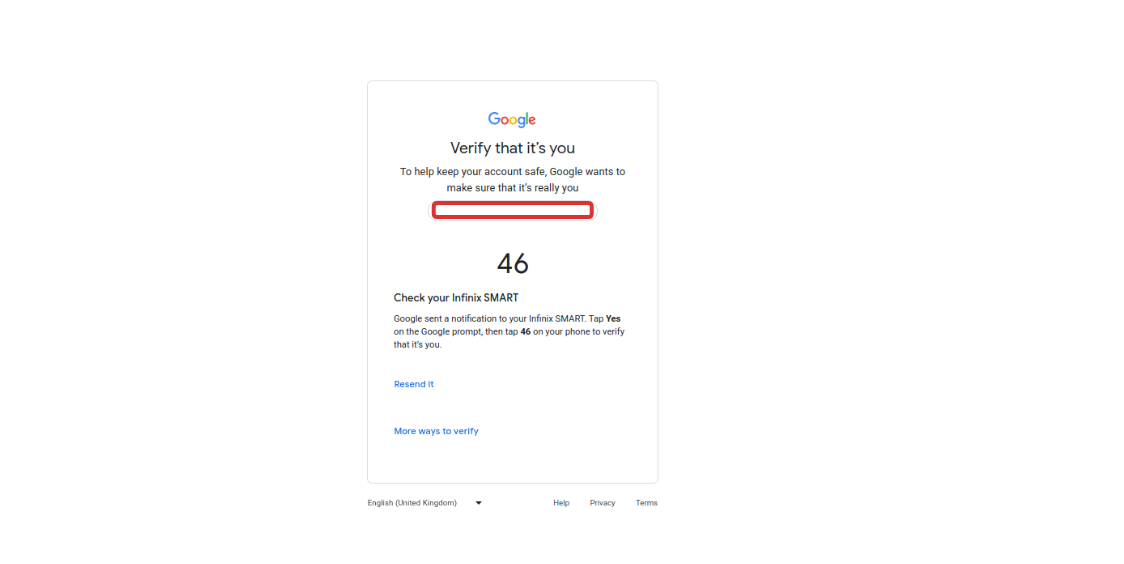 Google
Verify that it's you
To help keep your account safe, Google wants to
make sure that it's really you
46
Check your Infinix SMART
Google sent a notification to your Infinix SMART. Tap Yes
on the Google prompt, then tap 46 on your phone to verify
that it's you.
Resend it
More ways to verify
English (United Kingdom) Help Privacy Terms